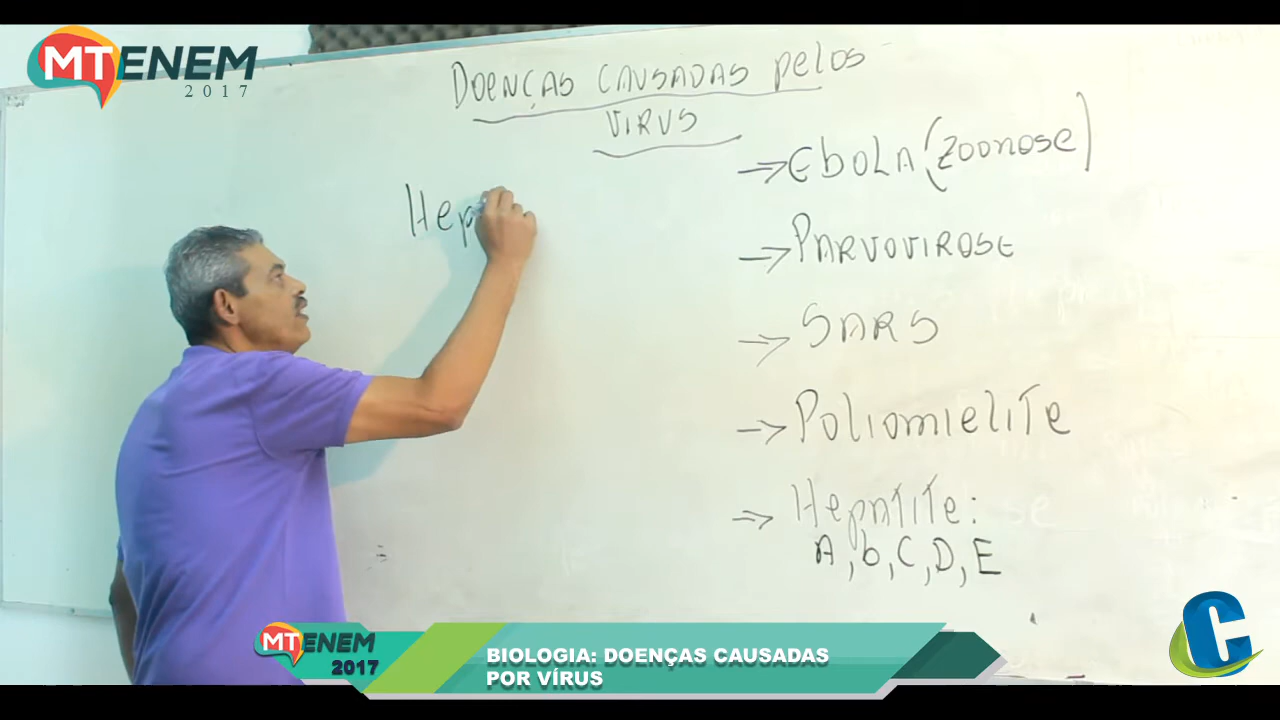 MTENEM
2017
DOENÇAS CAUSADAS pelos
VIRUS
→ EbOLA (zoonose)
Hep
→ PARVOVIROSE
→ SARS
→ Poliomielite
→ Hepatite:
A, b, C, D, E
MTENEM
2017
BIOLOGIA: DOENÇAS CAUSADAS
POR VÍRUS
C